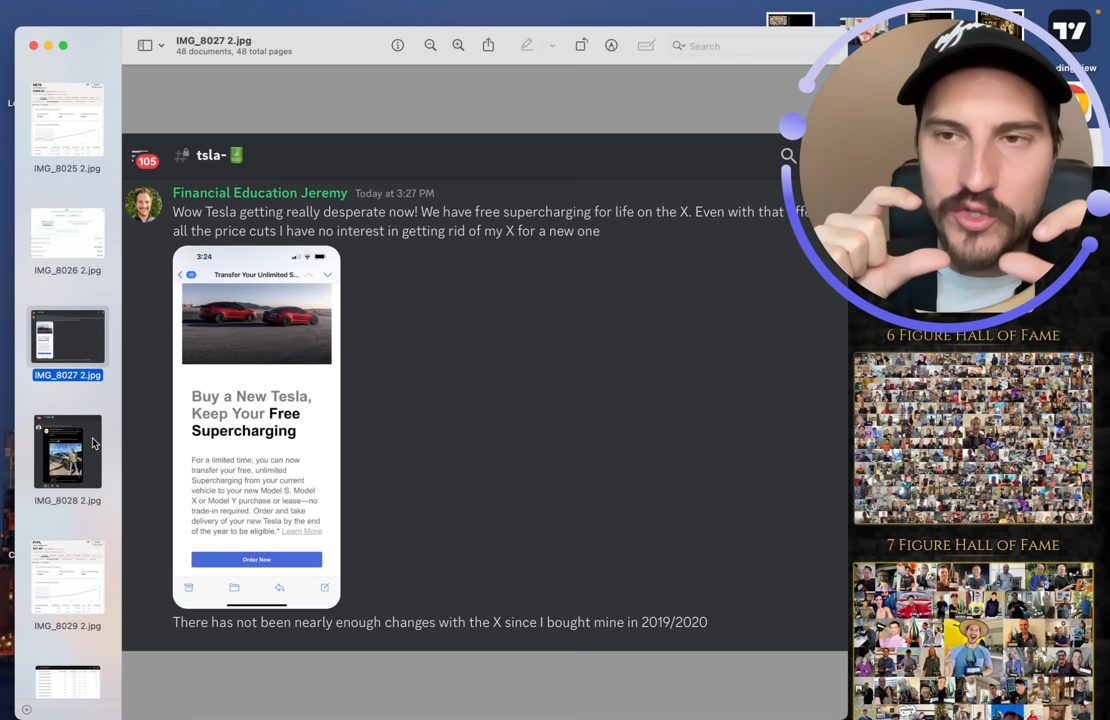 IMG_8027 2.jpg
48 documents, 48 total pages
Search
105
tsla-
Financial Education Jeremy Today at 3:27 PM
Wow Tesla getting really desperate now! We have free supercharging for life on the X. Even with that
all the price cuts I have no interest in getting rid of my X for a new one
3:24
Transfer Your Unlimited S...
Buy a New Tesla,
Keep Your Free
Supercharging
For a limited time, you can now
transfer your free, unlimited
Supercharging from your current
vehicle to your new Model S, Model
X or Model Y purchase or lease—no
trade-in required. Order and take
delivery of your new Tesla by the end
of the year to be eligible.* Learn More
Order Now
There has not been nearly enough changes with the X since I bought mine in 2019/2020
IMG_8025 2.jpg
IMG_8026 2.jpg
IMG_8027 2.jpg
IMG_8028 2.jpg
IMG_8029 2.jpg
6 Figure Hall of Fame
7 Figure Hall of Fame